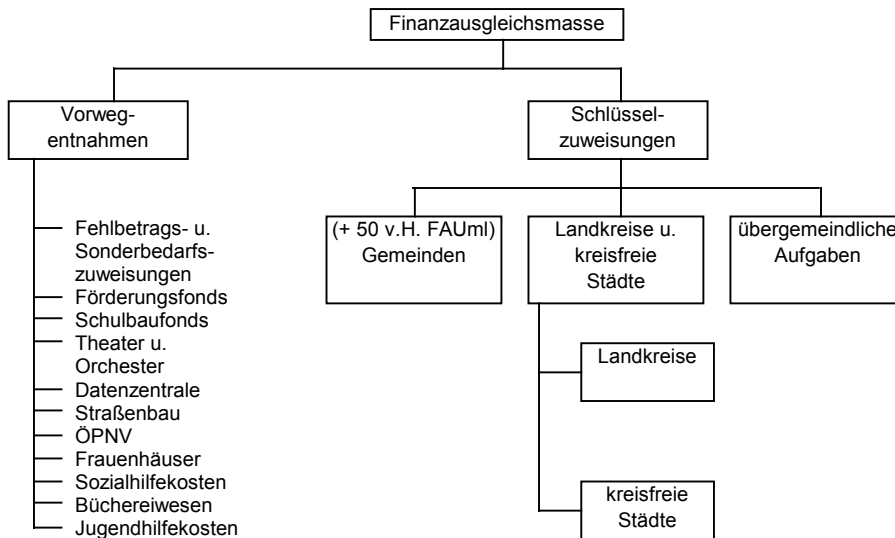 Finanzausgleichsmasse
Vorweg-
entnahmen
Schlüssel-
zuweisungen
Fehlbetrags- u.
Sonderbedarfs-
zuweisungen
Förderungsfonds
Schulbaufonds
Theater u.
Orchester
Datenzentrale
Straßenbau
ÖPNV
Frauenhäuser
Sozialhilfekosten
Büchereiwesen
Jugendhilfekosten
(+ 50 v.H. FAUml)
Gemeinden
Landkreise u.
kreisfreie
Städte
übergemeindliche
Aufgaben
Landkreise
kreisfreie
Städte